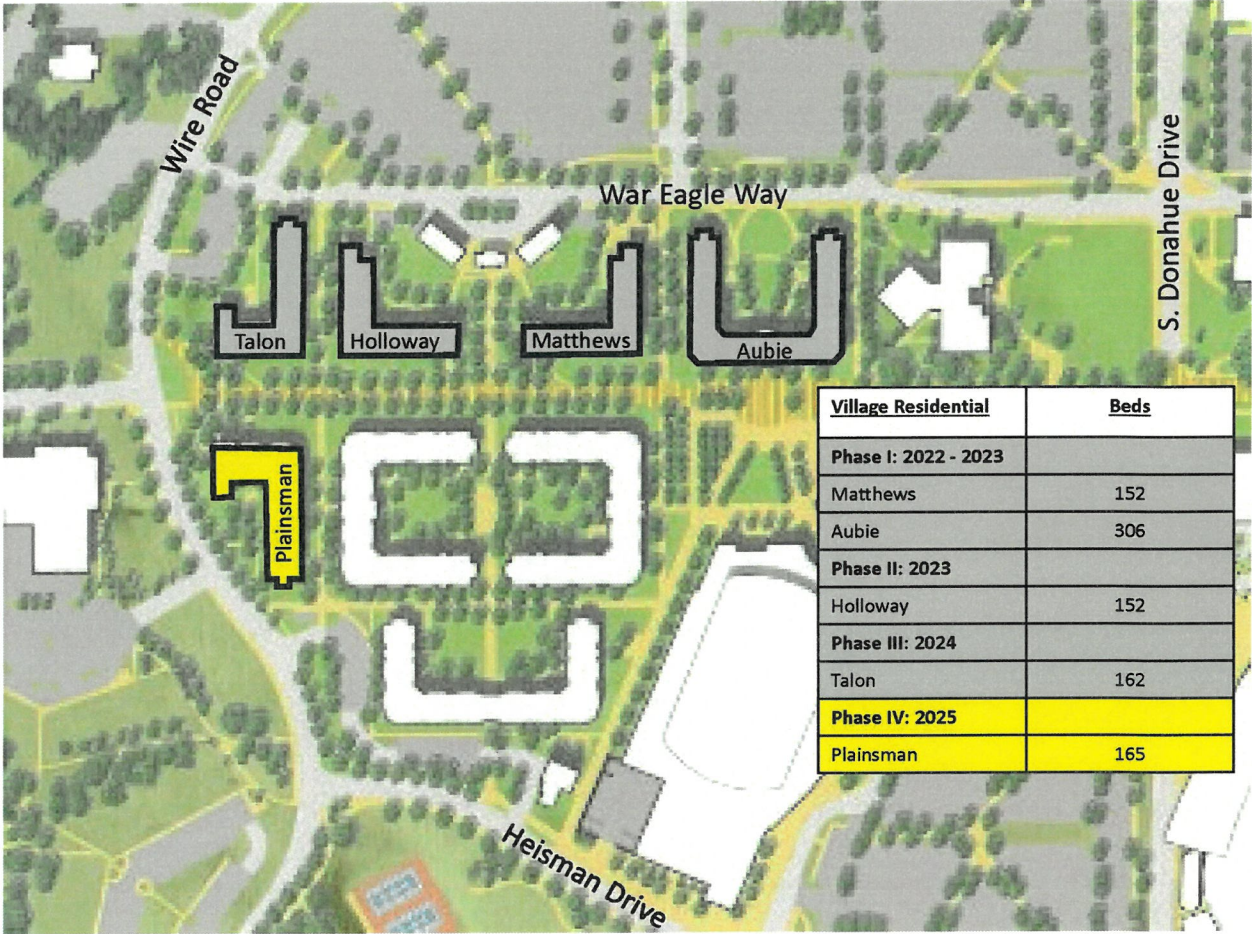 Wire Road
War Eagle Way
S. Donahue Drive
Talon
Holloway
Matthews
Aubie
Plainsman
Village Residential Beds
Phase I: 2022 - 2023
Matthews 152
Aubie 306
Phase II: 2023
Holloway 152
Phase III: 2024
Talon 162
Phase IV: 2025
Plainsman 165
Heisman Drive